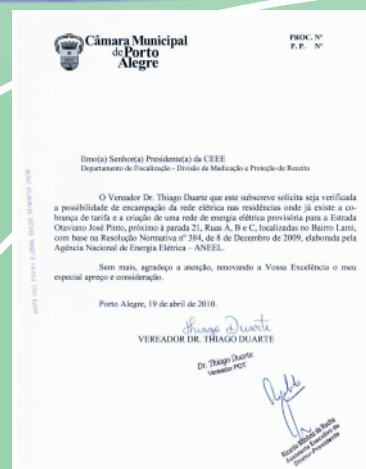 Câmara Municipal
de Porto
Alegre
PROC. Nº
P. P. Nº
Ilmo(a) Senhor(a) Presidente(a) da CEEE
Departamento de Fiscalização – Divisão de Medicação e Proteção de Receita
O Vereador Dr. Thiago Duarte que este subscreve solicita seja verificada
a possibilidade de encampação da rede elétrica nas residências onde já existe a co-
brança de tarifa e a criação de uma rede de energia elétrica provisória para a Estrada
Otaviano José Pinto, próximo à parada 21, Ruas A, B e C, localizadas no Bairro Lami,
com base na Resolução Normativa nº 384, de 8 de Dezembro de 2009, elaborada pela
Agência Nacional de Energia Elétrica – ANEEL.
Sem mais, agradeço a atenção, renovando a Vossa Excelência o meu
especial apreço e consideração.
Porto Alegre, 19 de abril de 2010.
Thiago Duarte
VEREADOR DR. THIAGO DUARTE
Dr. Thiago Duarte
Vereador PDT
Assistente Executivo do
Diretor-Presidente